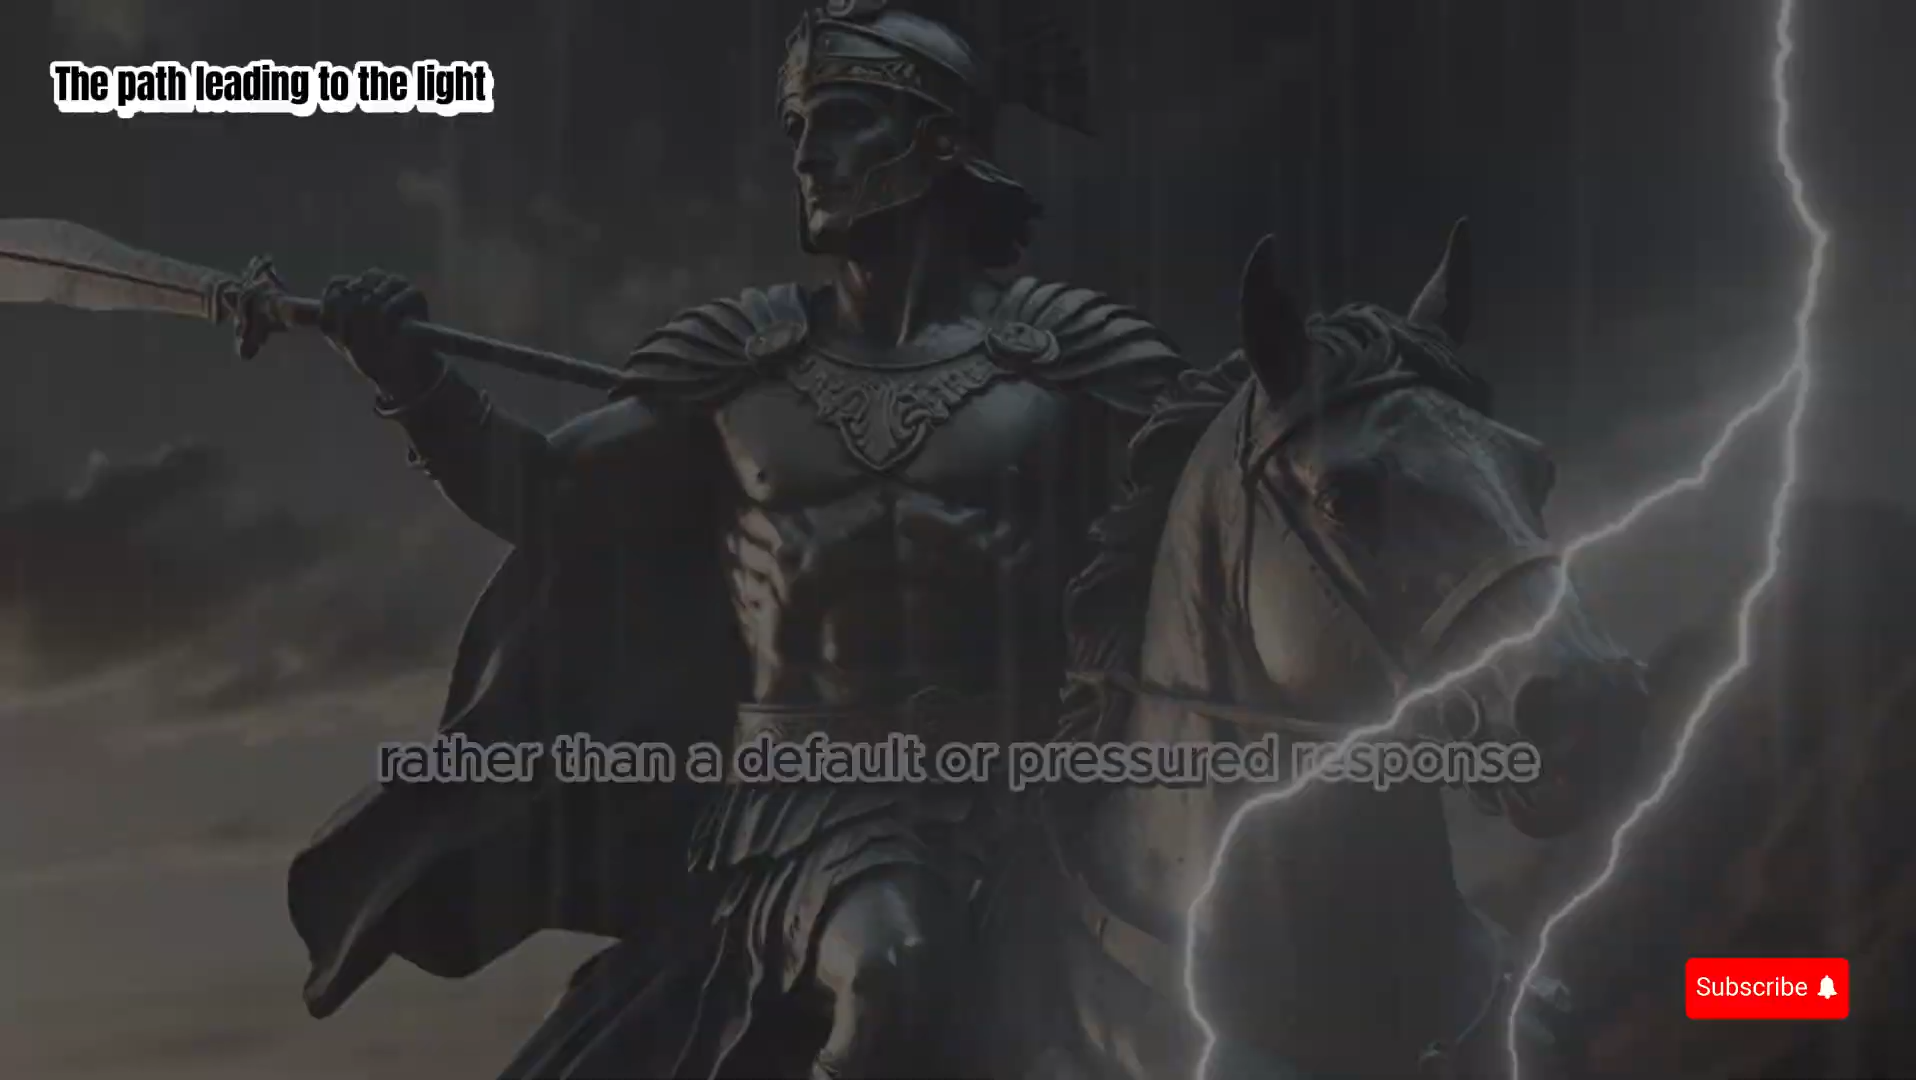 The path leading to the light
rather than a default or pressured response
Subscribe